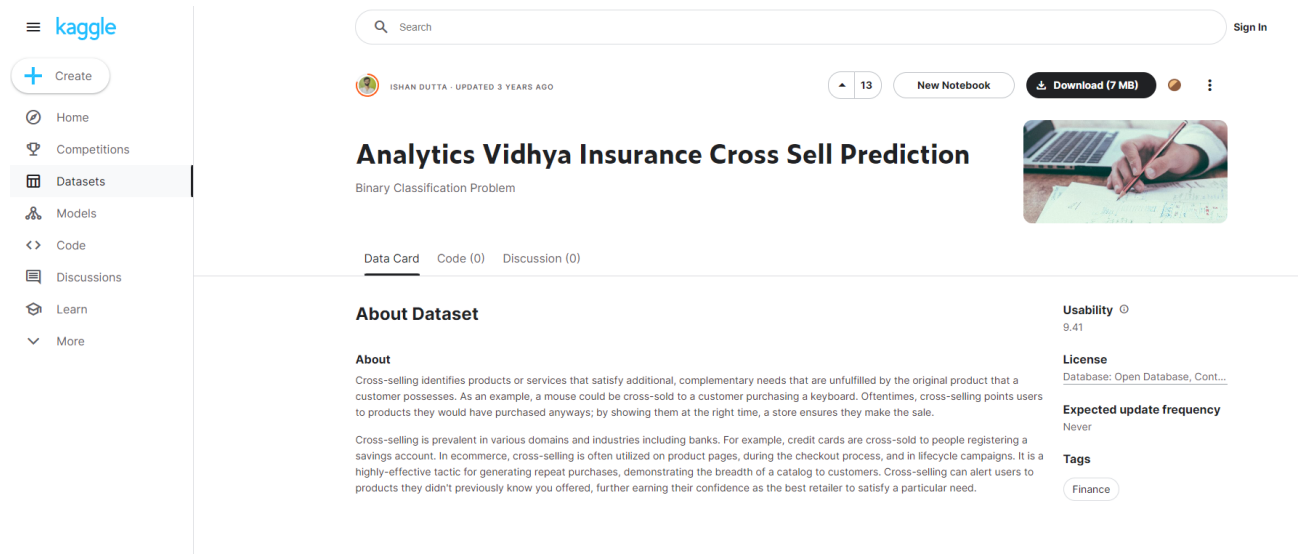 kaggle
Search
Sign In
Create
Home
Competitions
Datasets
Models
Code
Discussions
Learn
More
ISHAN DUTTA · UPDATED 3 YEARS AGO
13
New Notebook
Download (7 MB)
Analytics Vidhya Insurance Cross Sell Prediction
Binary Classification Problem
Data Card
Code (0)
Discussion (0)
About Dataset
About
Cross-selling identifies products or services that satisfy additional, complementary needs that are unfulfilled by the original product that a
customer possesses. As an example, a mouse could be cross-sold to a customer purchasing a keyboard. Oftentimes, cross-selling points users
to products they would have purchased anyways; by showing them at the right time, a store ensures they make the sale.
Cross-selling is prevalent in various domains and industries including banks. For example, credit cards are cross-sold to people registering a
savings account. In ecommerce, cross-selling is often utilized on product pages, during the checkout process, and in lifecycle campaigns. It is a
highly-effective tactic for generating repeat purchases, demonstrating the breadth of a catalog to customers. Cross-selling can alert users to
products they didn't previously know you offered, further earning their confidence as the best retailer to satisfy a particular need.
Usability
9.41
License
Database: Open Database, Cont...
Expected update frequency
Never
Tags
Finance